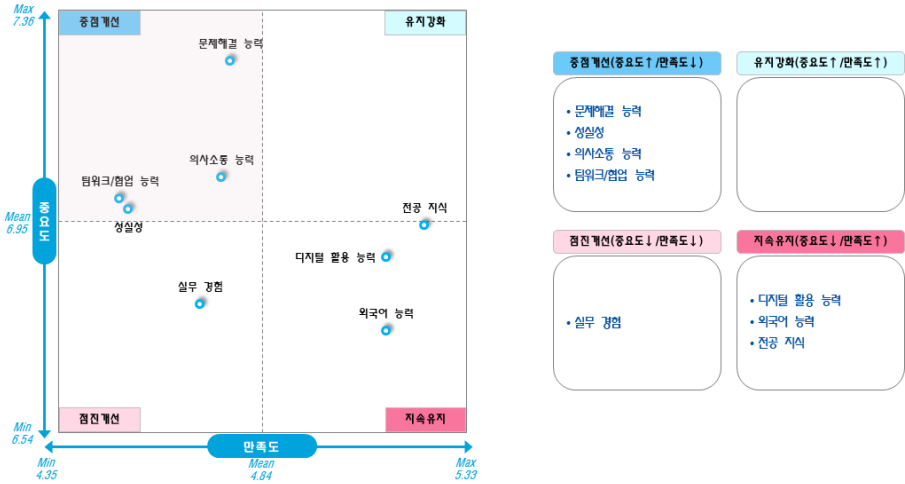 Max
7.36
중점개선
유지강화
문제해결 능력
의사소통 능력
팀워크/협업 능력
성실성
전공 지식
디지털 활용 능력
실무 경험
외국어 능력
중요도
Mean
6.95
Min
6.54
점진개선
지속유지
만족도
Min
4.35
Mean
4.84
Max
5.33
중점개선(중요도↑/만족도↓)
• 문제해결 능력
• 성실성
• 의사소통 능력
• 팀워크/협업 능력
유지강화(중요도↑/만족도↑)
점진개선(중요도↓/만족도↓)
• 실무 경험
지속유지(중요도↓/만족도↑)
• 디지털 활용 능력
• 외국어 능력
• 전공 지식